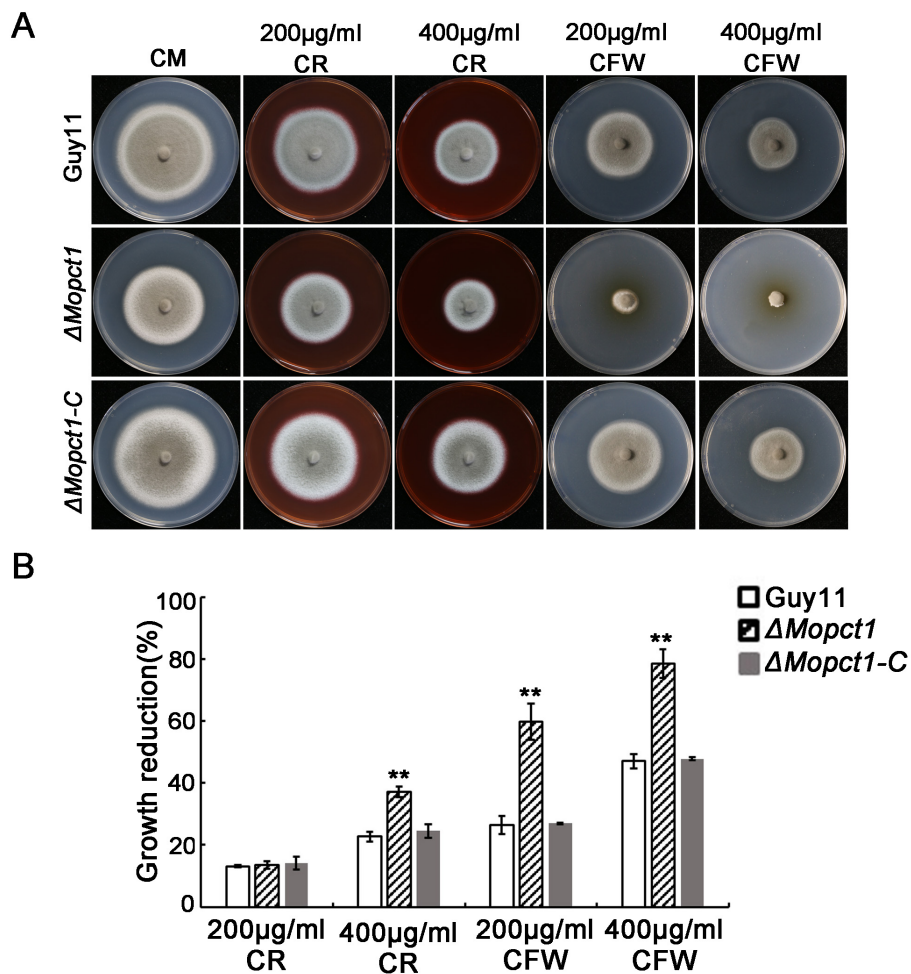 A
CM
200μg/ml
CR
400μg/ml
CR
200μg/ml
CFW
400μg/ml
CFW
Guy11
ΔMopct1
ΔMopct1-C
B
Growth reduction(%)
100
80
60
40
20
0
**
**
**
Guy11
ΔMopct1
ΔMopct1-C
200μg/ml
CR
400μg/ml
CR
200μg/ml
CFW
400μg/ml
CFW